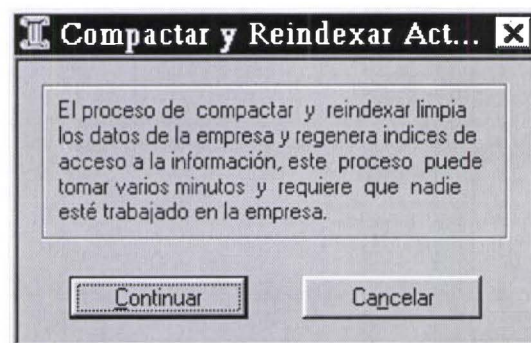 Compactar y Reindexar Act...
El proceso de compactar y reindexar limpia
los datos de la empresa y regenera indices de
acceso a la información, este proceso puede
tomar varios minutos y requiere que nadie
esté trabajado en la empresa.
Continuar
Cancelar